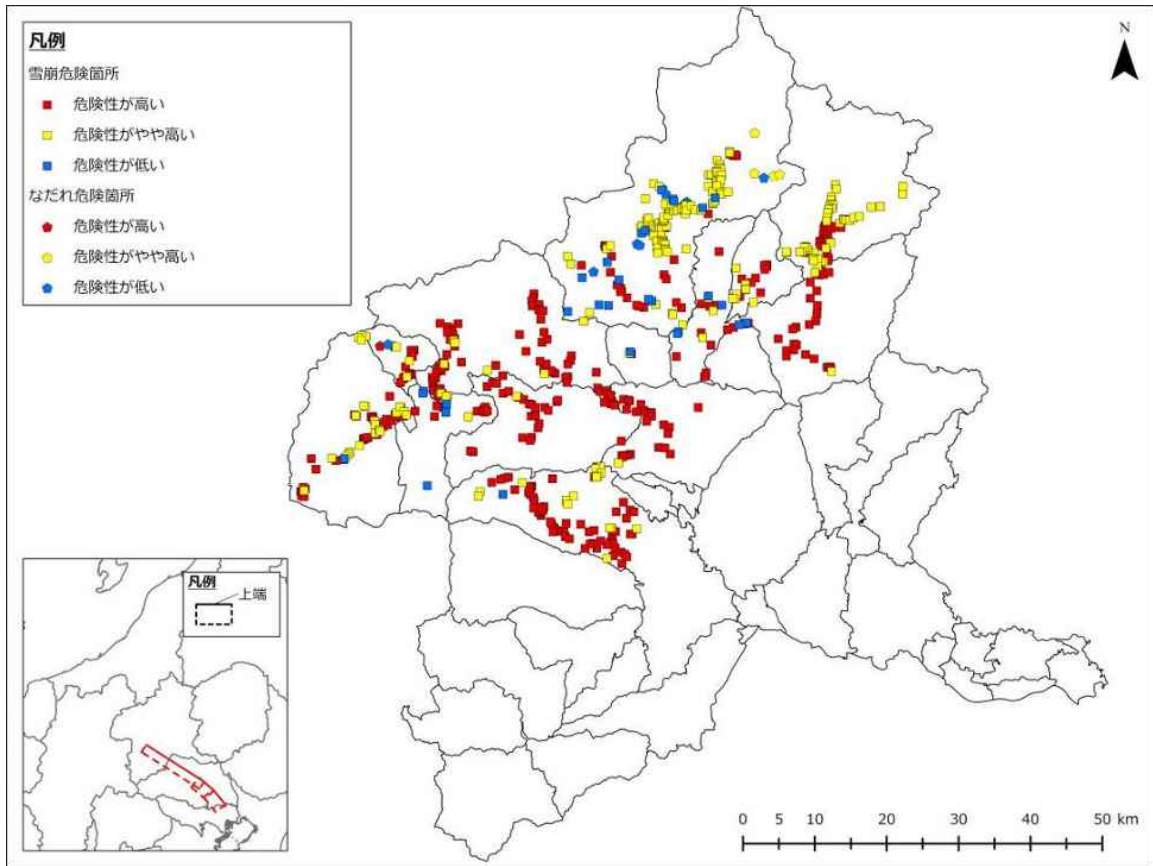 凡例
雪崩危険箇所
危険性が高い
危険性がやや高い
危険性が低い
なだれ危険箇所
危険性が高い
危険性がやや高い
危険性が低い
N
凡例
上端
0 5 10 20 30 40 50 km